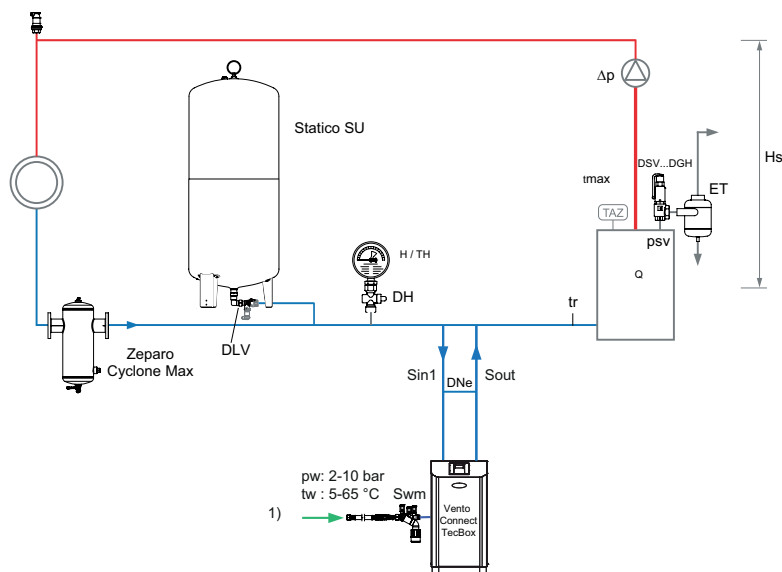 Δp
Statico SU
Hs
DSV...DGH
tmax
ET
TAZ
psv
H / TH
Q
DH
tr
DLV
Zeparo
Cyclone Max
Sin1
Sout
DNe
pw: 2-10 bar
tw : 5-65 °C
Swm
1)
Vento
Connect
TecBox